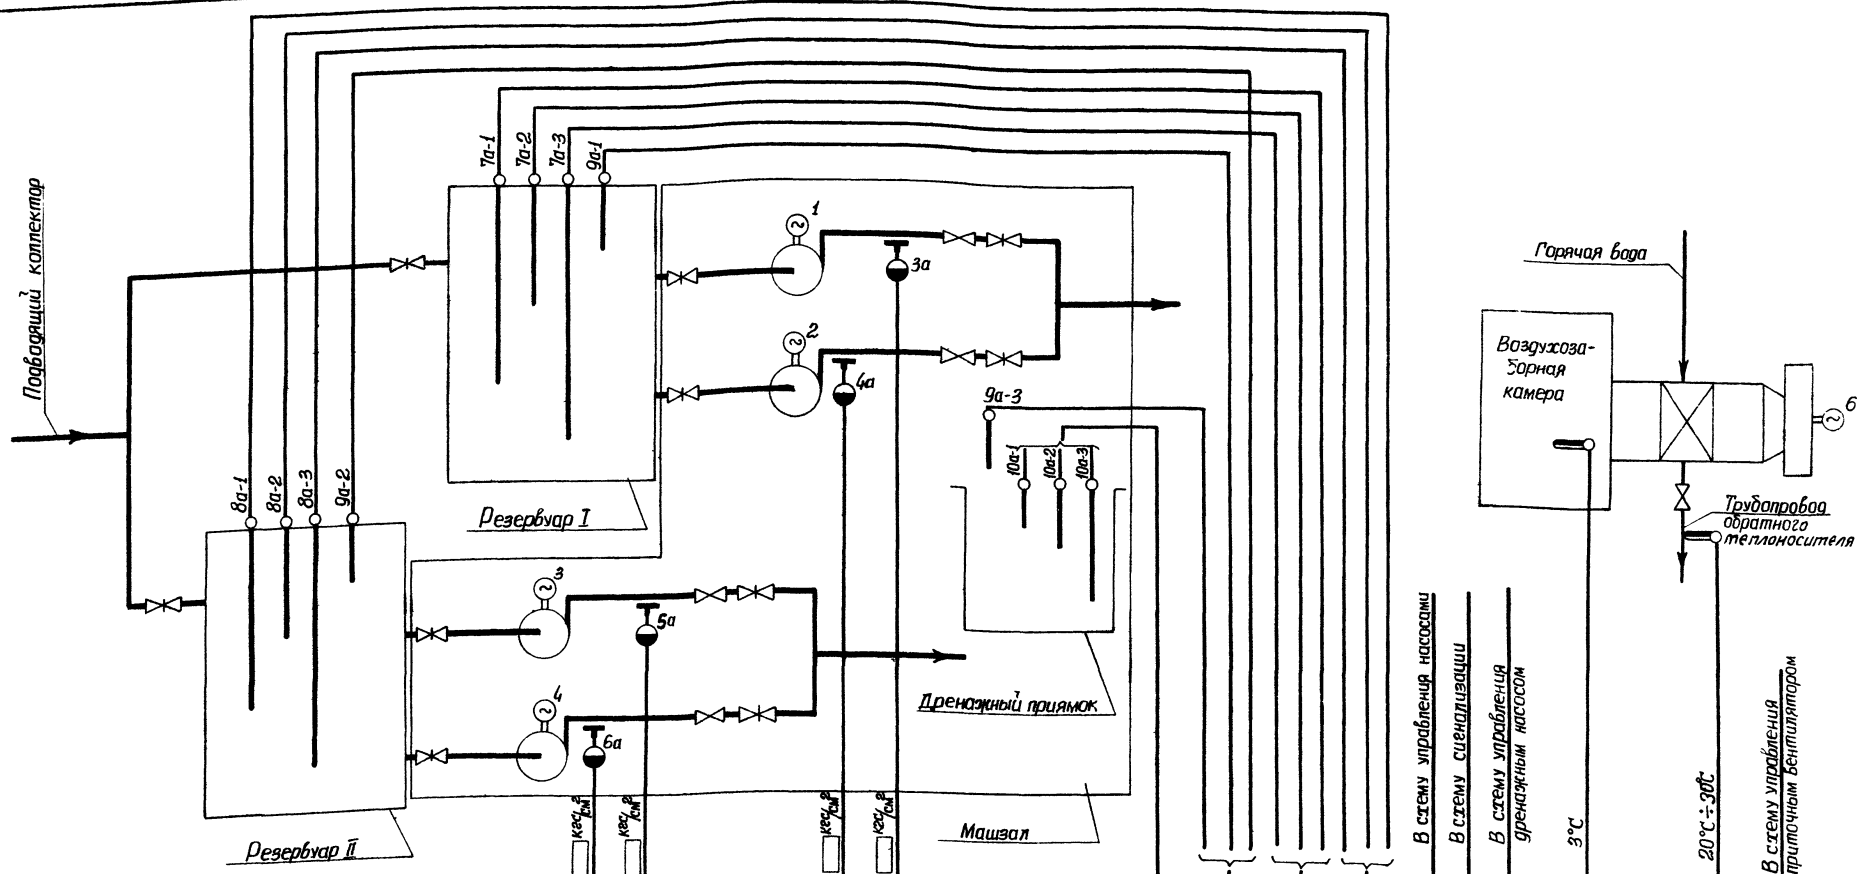 Подводящий коллектор
7а-1
7а-2
7а-3
9а-1
8а-1
8а-2
8а-3
9а-2
1
3а
2
4а
9а-3
10а-1
10а-2
10а-3
Резервуар I
3
5а
4
6а
Дренажный приямок
Машзал
Резервуар II
кгс/см²
кгс/см²
кгс/см²
кгс/см²
Горячая вода
Воздухоза-
борная
камера
6
Трубопровод
обратного
теплоносителя
В схему управления насосами
В схему сигнализации
В схему управления
дренажным насосом
3°С
20°С÷30°С
В схему управления
приточным вентилятором